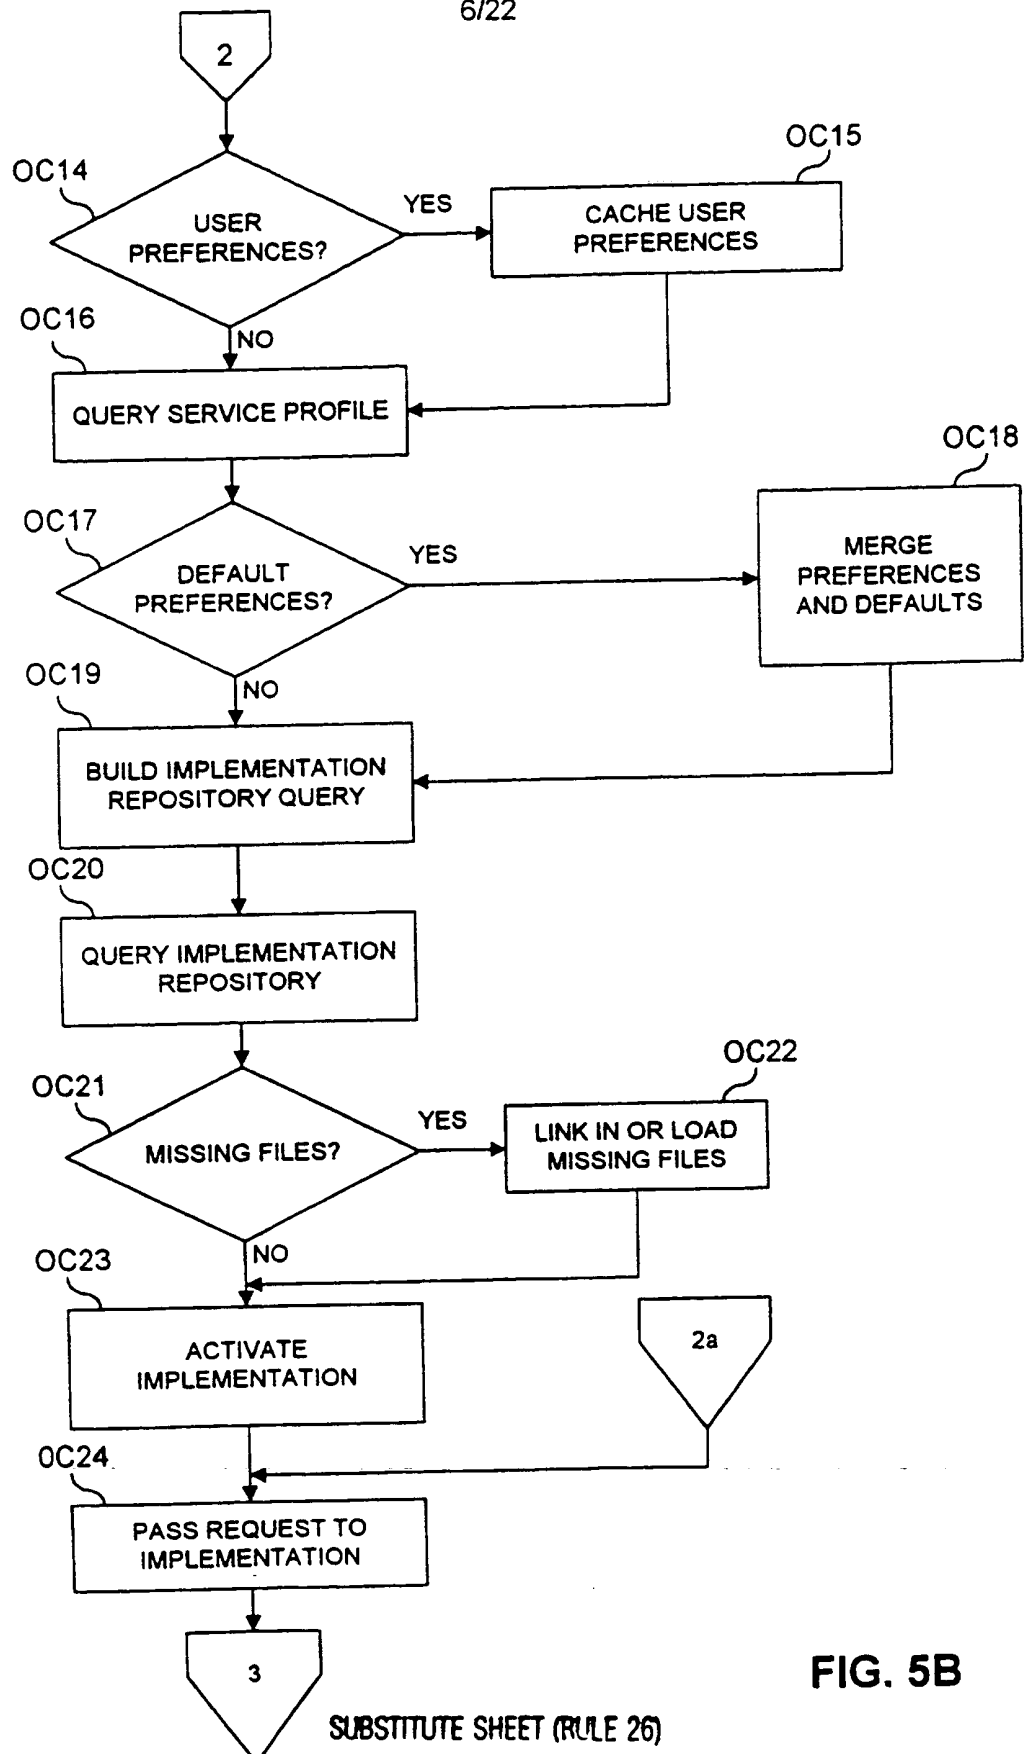 6/22
2
OC14
USER
PREFERENCES?
YES
OC15
CACHE USER
PREFERENCES
NO
OC16
QUERY SERVICE PROFILE
OC17
DEFAULT
PREFERENCES?
YES
OC18
MERGE
PREFERENCES
AND DEFAULTS
NO
OC19
BUILD IMPLEMENTATION
REPOSITORY QUERY
OC20
QUERY IMPLEMENTATION
REPOSITORY
OC21
MISSING FILES?
YES
OC22
LINK IN OR LOAD
MISSING FILES
NO
OC23
ACTIVATE
IMPLEMENTATION
2a
OC24
PASS REQUEST TO
IMPLEMENTATION
3
FIG. 5B
SUBSTITUTE SHEET (RULE 26)